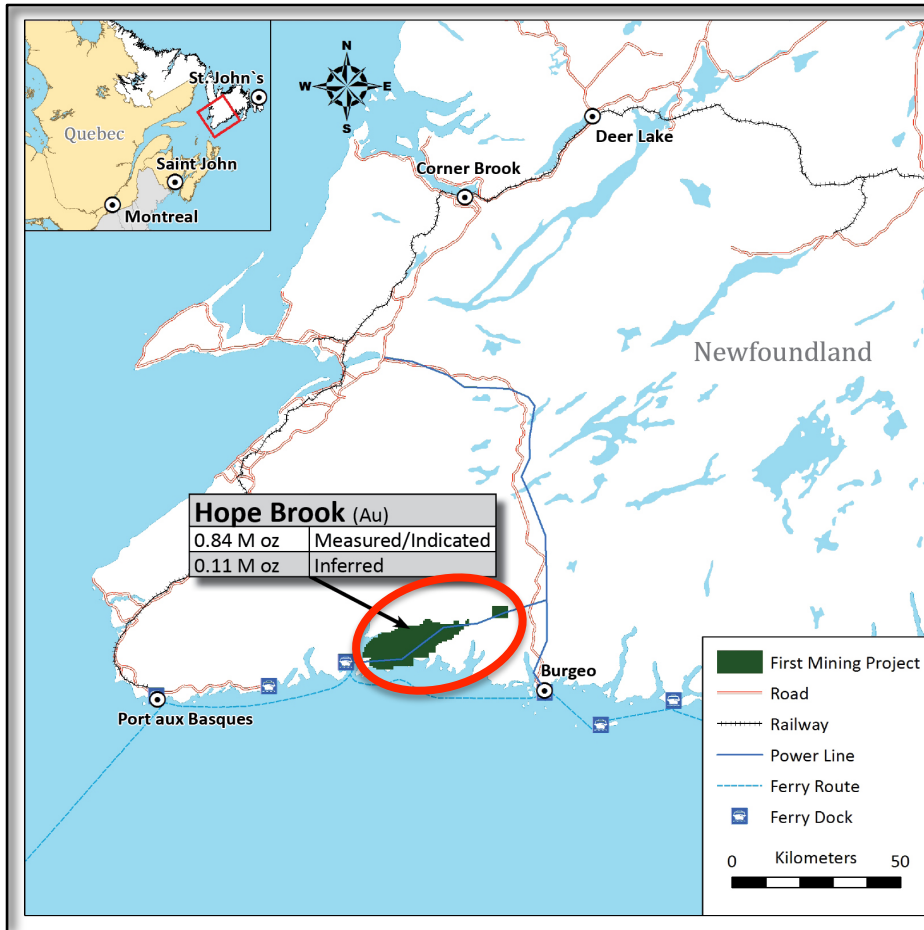 St. John`s
Quebec
Saint John
Montreal
N
W
E
S
Deer Lake
Corner Brook
Newfoundland
Hope Brook (Au)
0.84 M oz Measured/Indicated
0.11 M oz Inferred
Burgeo
Port aux Basques
First Mining Project
Road
Railway
Power Line
Ferry Route
Ferry Dock
0 Kilometers 50